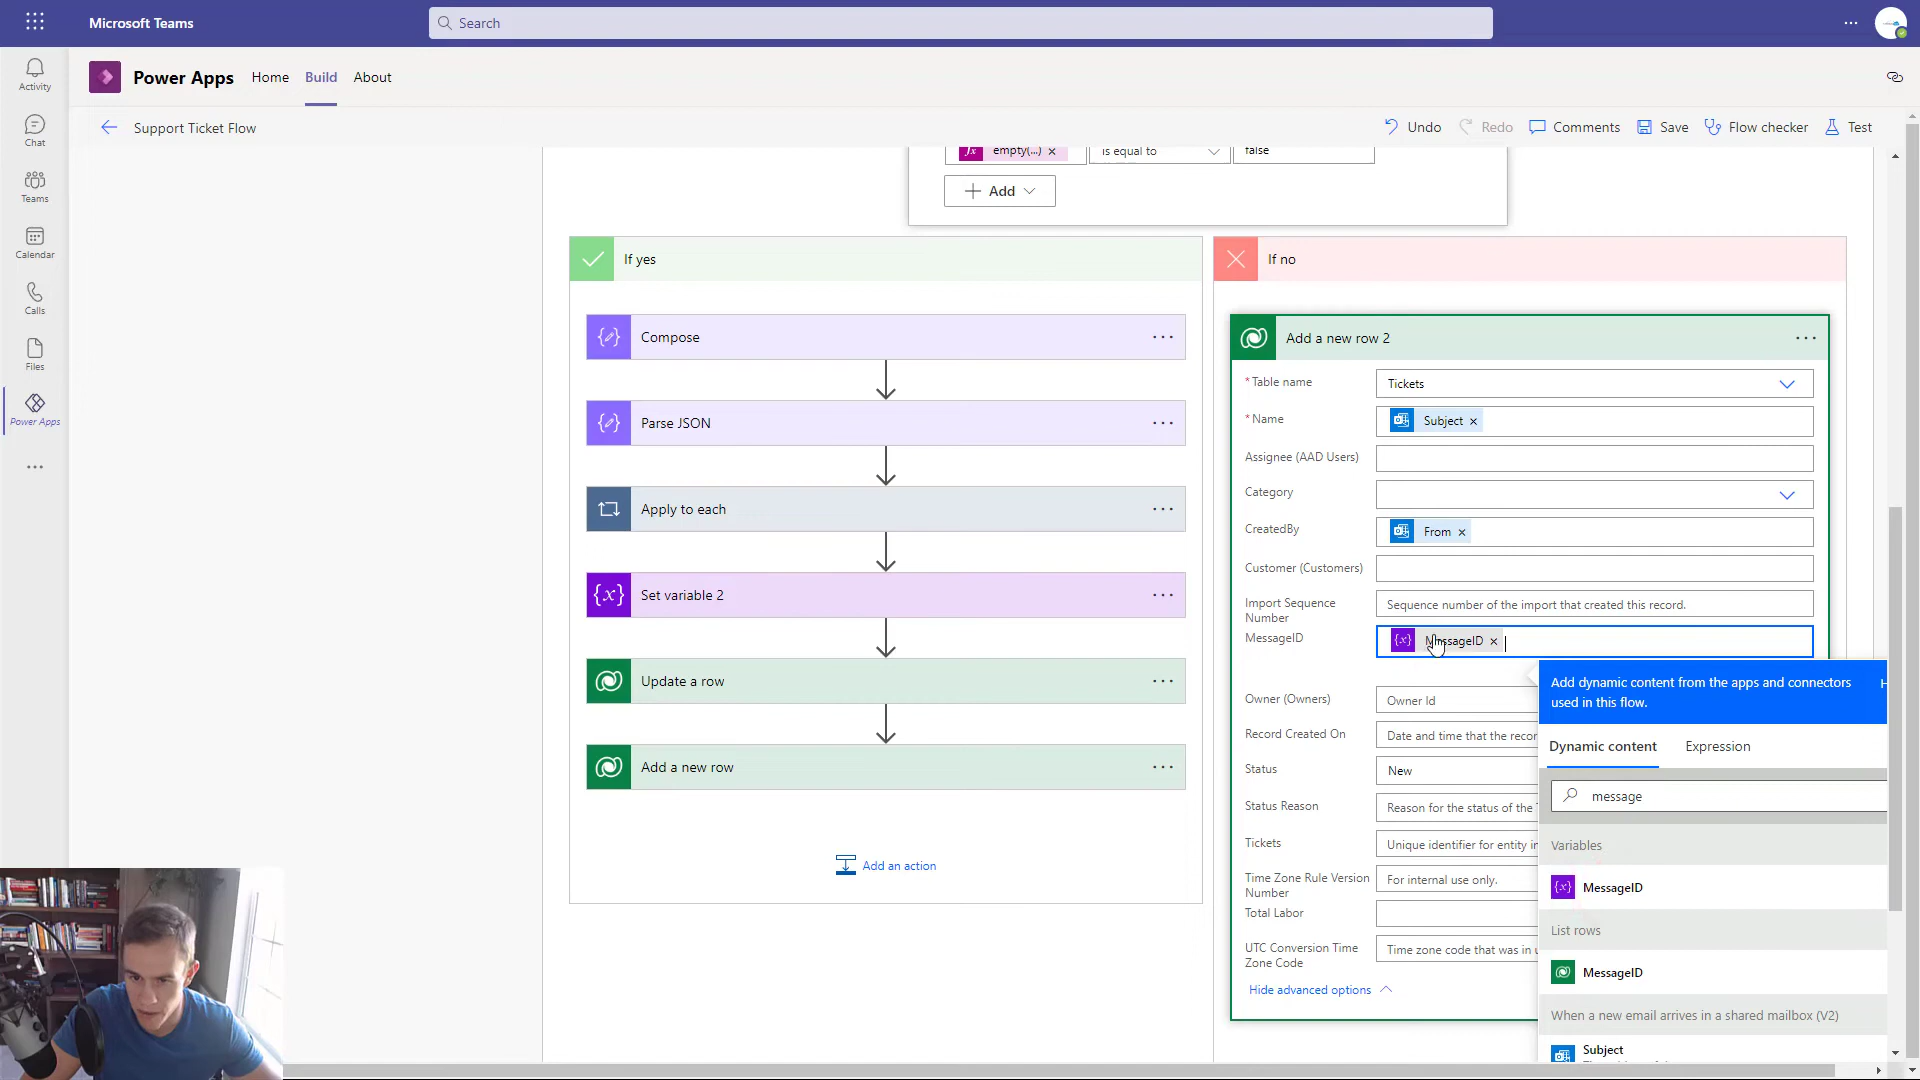 Microsoft Teams
Search
Power Apps
Home
Build
About
Activity
Chat
Teams
Calendar
Calls
Files
Power Apps
Support Ticket Flow
Undo
Redo
Comments
Save
Flow checker
Test
fx
empty(...)
is equal to
false
Add
If yes
If no
Compose
Parse JSON
Apply to each
{x}
Set variable 2
Update a row
Add a new row
Add an action
Add a new row 2
* Table name
Tickets
* Name
Subject
Assignee (AAD Users)
Category
CreatedBy
From
Customer (Customers)
Import Sequence
Number
Sequence number of the import that created this record.
MessageID
{x}
MessageID
Owner (Owners)
Owner Id
Record Created On
Date and time that the recor
Status
New
Status Reason
Reason for the status of the
Tickets
Unique identifier for entity in
Time Zone Rule Version
Number
For internal use only.
Total Labor
UTC Conversion Time
Zone Code
Time zone code that was in u
Hide advanced options
Add dynamic content from the apps and connectors
used in this flow.
Dynamic content
Expression
message
Variables
{x}
MessageID
List rows
MessageID
When a new email arrives in a shared mailbox (V2)
Subject